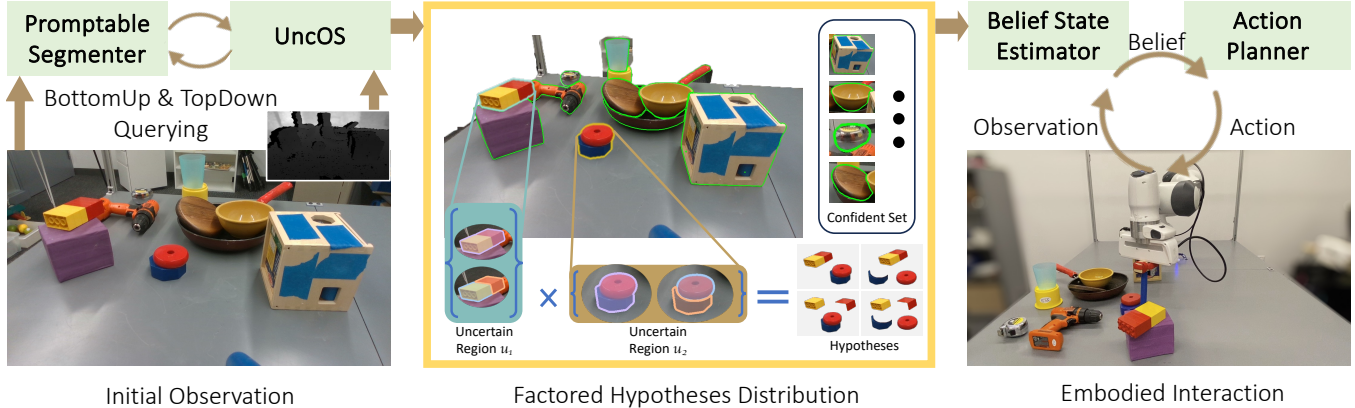 Promptable
Segmenter
UncOS
BottomUp & TopDown
Querying
Initial Observation
Confident Set
Uncertain
Region u₁
×
Uncertain
Region u₂
=
Hypotheses
Factored Hypotheses Distribution
Belief State
Estimator
Action
Planner
Belief
Observation
Action
Embodied Interaction